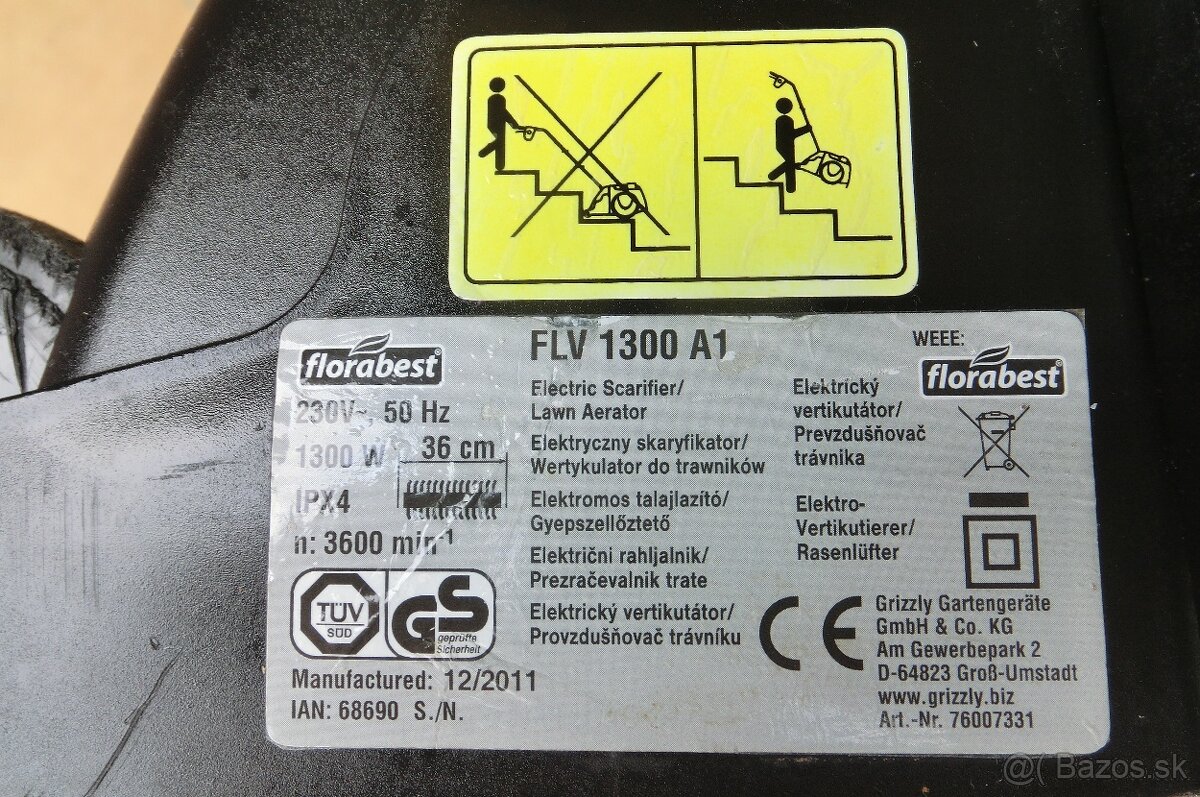 florabest
230V~ 50 Hz
1300 W
36 cm
IPX4
n: 3600 min-1
TÜV
SÜD
GS
geprüfte
Sicherheit
Manufactured: 12/2011
IAN: 68690 S./N.
FLV 1300 A1
Electric Scarifier/
Lawn Aerator
Elektryczny skaryfikator/
Wertykulator do trawników
Elektromos talajlazító/
Gyepszellőztető
Električni rahljalnik/
Prezračevalnik trate
Elektrický vertikutátor/
Provzdušňovač trávníku
Elektrický
vertikutátor/
Prevzdušňovač
trávnika
Elektro-
Vertikutierer/
Rasenlüfter
WEEE:
florabest
CE
Grizzly Gartengeräte
GmbH & Co. KG
Am Gewerbepark 2
D-64823 Groß-Umstadt
www.grizzly.biz
Art.-Nr. 76007331
@( Bazos.sk